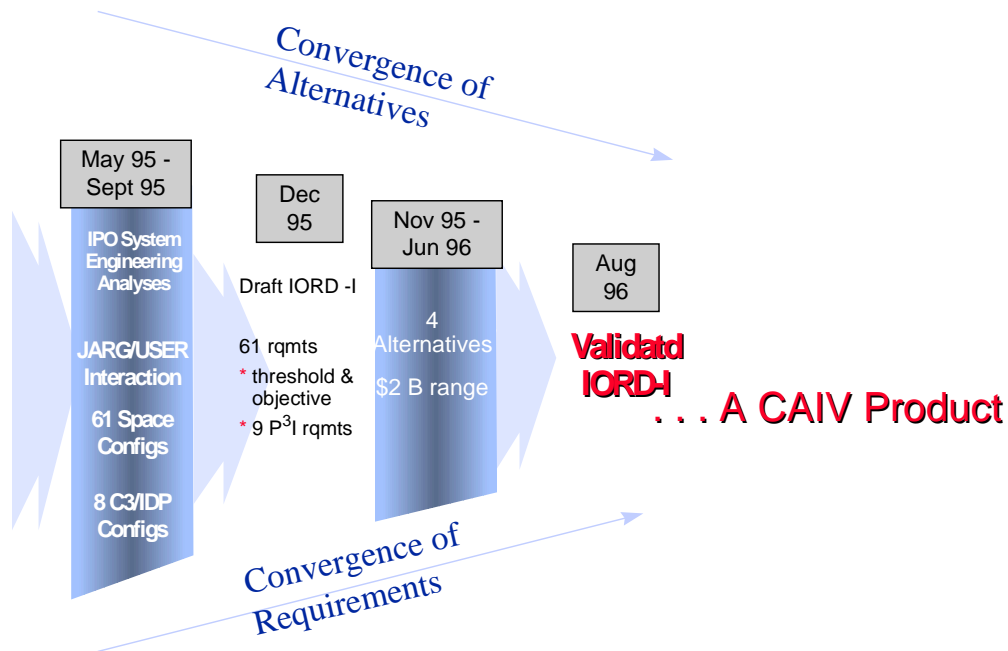 Convergence of
Alternatives
May 95 -
Sept 95
IPO System
Engineering
Analyses
JARG/USER
Interaction
61 Space
Configs
8 C3/IDP
Configs
Dec
95
Draft IORD -I
61 rqmts
* threshold &
objective
* 9 P³I rqmts
Nov 95 -
Jun 96
4
Alternatives
$2 B range
Aug
96
Validatd
IORD-I
. . . A CAIV Product
Convergence of
Requirements